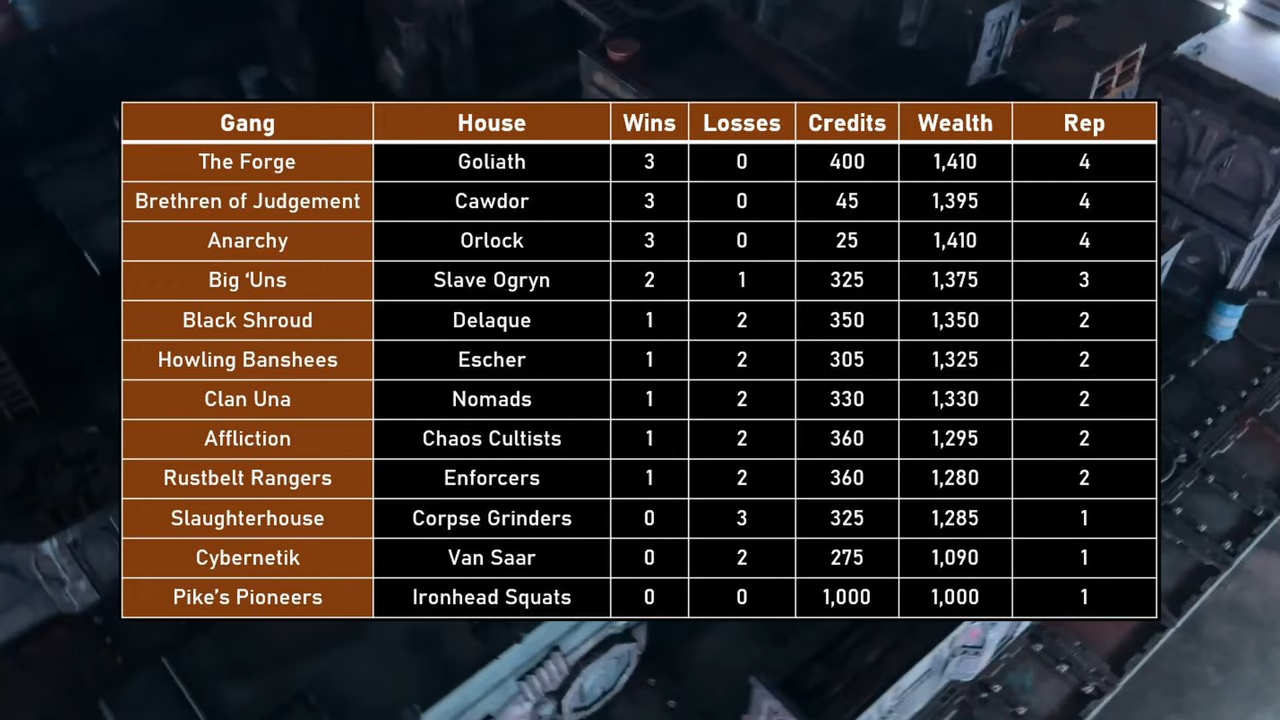 Gang House Wins Losses Credits Wealth Rep
The Forge Goliath 3 0 400 1,410 4
Brethren of Judgement Cawdor 3 0 45 1,395 4
Anarchy Orlock 3 0 25 1,410 4
Big ‘Uns Slave Ogryn 2 1 325 1,375 3
Black Shroud Delaque 1 2 350 1,350 2
Howling Banshees Escher 1 2 305 1,325 2
Clan Una Nomads 1 2 330 1,330 2
Affliction Chaos Cultists 1 2 360 1,295 2
Rustbelt Rangers Enforcers 1 2 360 1,280 2
Slaughterhouse Corpse Grinders 0 3 325 1,285 1
Cybernetik Van Saar 0 2 275 1,090 1
Pike’s Pioneers Ironhead Squats 0 0 1,000 1,000 1